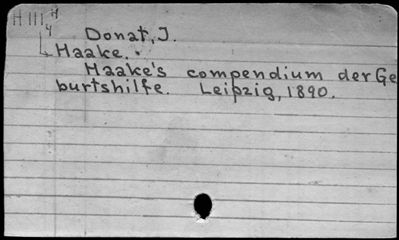 H III H
4
Donat, J.
Haake.
Haake's compendium der Ge
burtshilfe. Leipzig, 1890.